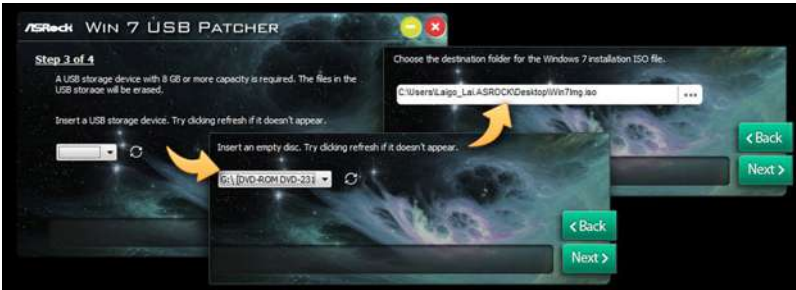 ASRock WIN 7 USB PATCHER
Step 3 of 4
A USB storage device with 8 GB or more capacity is required. The files in the
USB storage will be erased.
Insert a USB storage device. Try clicking refresh if it doesn't appear.
Insert an empty disc. Try clicking refresh if it doesn't appear.
G:\ [DVD-ROM DVD-231
< Back
Next >
Choose the destination folder for the Windows 7 installation ISO file.
C:\Users\Laigo_Lai.ASROCK\Desktop\Win7Img.iso
...
< Back
Next >